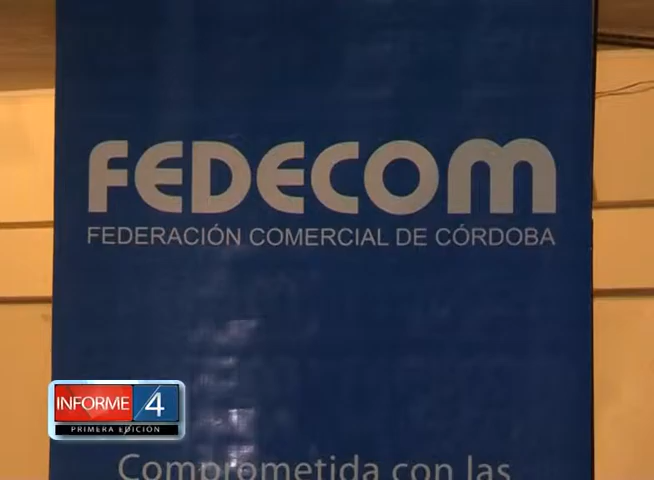 FEDECOM
FEDERACIÓN COMERCIAL DE CÓRDOBA
INFORME 4
PRIMERA EDICIÓN
Comprometida con las